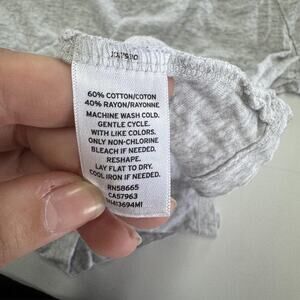 60% COTTON/COTON
40% RAYON/RAYONNE
MACHINE WASH COLD.
GENTLE CYCLE.
WITH LIKE COLORS.
ONLY NON-CHLORINE
BLEACH IF NEEDED.
RESHAPE.
LAY FLAT TO DRY.
COOL IRON IF NEEDED.
RN58665
CA57963